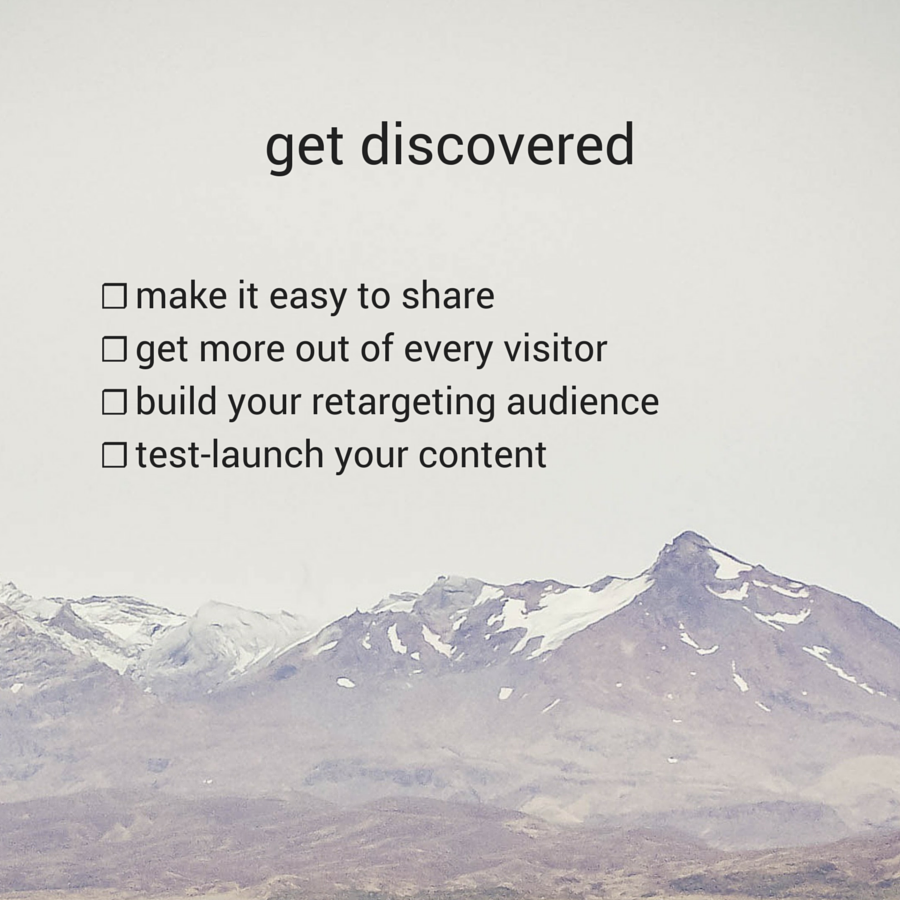 get discovered
❒ make it easy to share
❒ get more out of every visitor
❒ build your retargeting audience
❒ test-launch your content